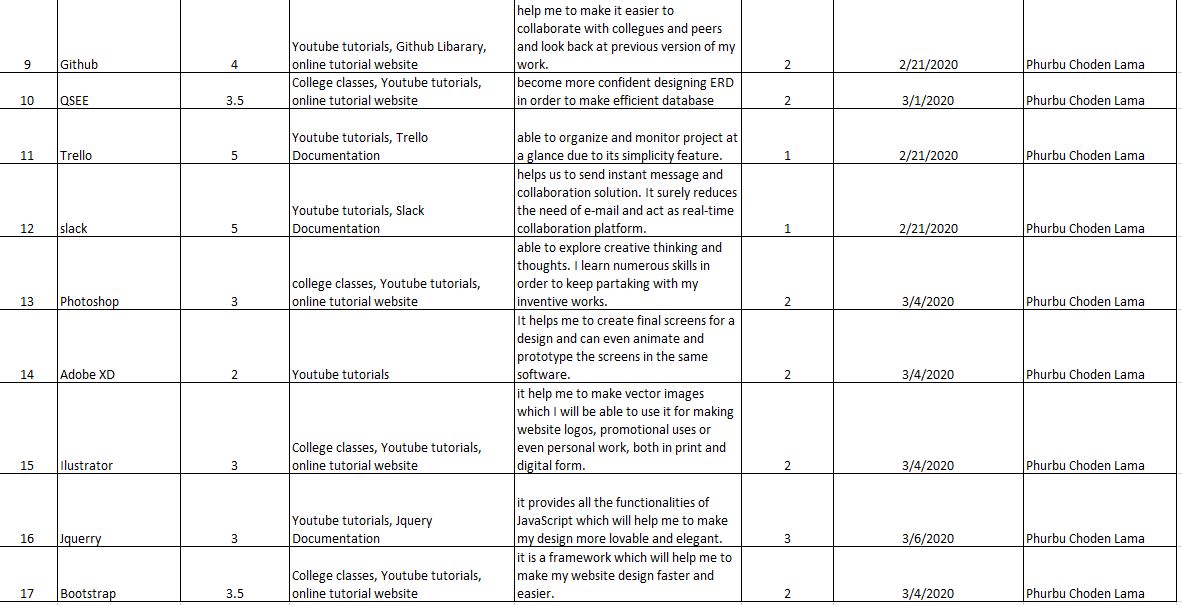 help me to make it easier to
collaborate with collegues and peers
and look back at previous version of my
work.
9 Github 4 Youtube tutorials, Github Libarary,
online tutorial website
2 2/21/2020 Phurbu Choden Lama
10 QSEE 3.5 College classes, Youtube tutorials,
online tutorial website
become more confident designing ERD
in order to make efficient database
2 3/1/2020 Phurbu Choden Lama
11 Trello 5 Youtube tutorials, Trello
Documentation
able to organize and monitor project at
a glance due to its simplicity feature.
1 2/21/2020 Phurbu Choden Lama
12 slack 5 Youtube tutorials, Slack
Documentation
helps us to send instant message and
collaboration solution. It surely reduces
the need of e-mail and act as real-time
collaboration platform.
1 2/21/2020 Phurbu Choden Lama
13 Photoshop 3 college classes, Youtube tutorials,
online tutorial website
able to explore creative thinking and
thoughts. I learn numerous skills in
order to keep partaking with my
inventive works.
2 3/4/2020 Phurbu Choden Lama
14 Adobe XD 2 Youtube tutorials
It helps me to create final screens for a
design and can even animate and
prototype the screens in the same
software.
2 3/4/2020 Phurbu Choden Lama
15 Ilustrator 3 College classes, Youtube tutorials,
online tutorial website
it help me to make vector images
which I will be able to use it for making
website logos, promotional uses or
even personal work, both in print and
digital form.
2 3/4/2020 Phurbu Choden Lama
16 Jquerry 3 Youtube tutorials, Jquery
Documentation
it provides all the functionalities of
JavaScript which will help me to make
my design more lovable and elegant.
3 3/6/2020 Phurbu Choden Lama
17 Bootstrap 3.5 College classes, Youtube tutorials,
online tutorial website
it is a framework which will help me to
make my website design faster and
easier.
2 3/4/2020 Phurbu Choden Lama